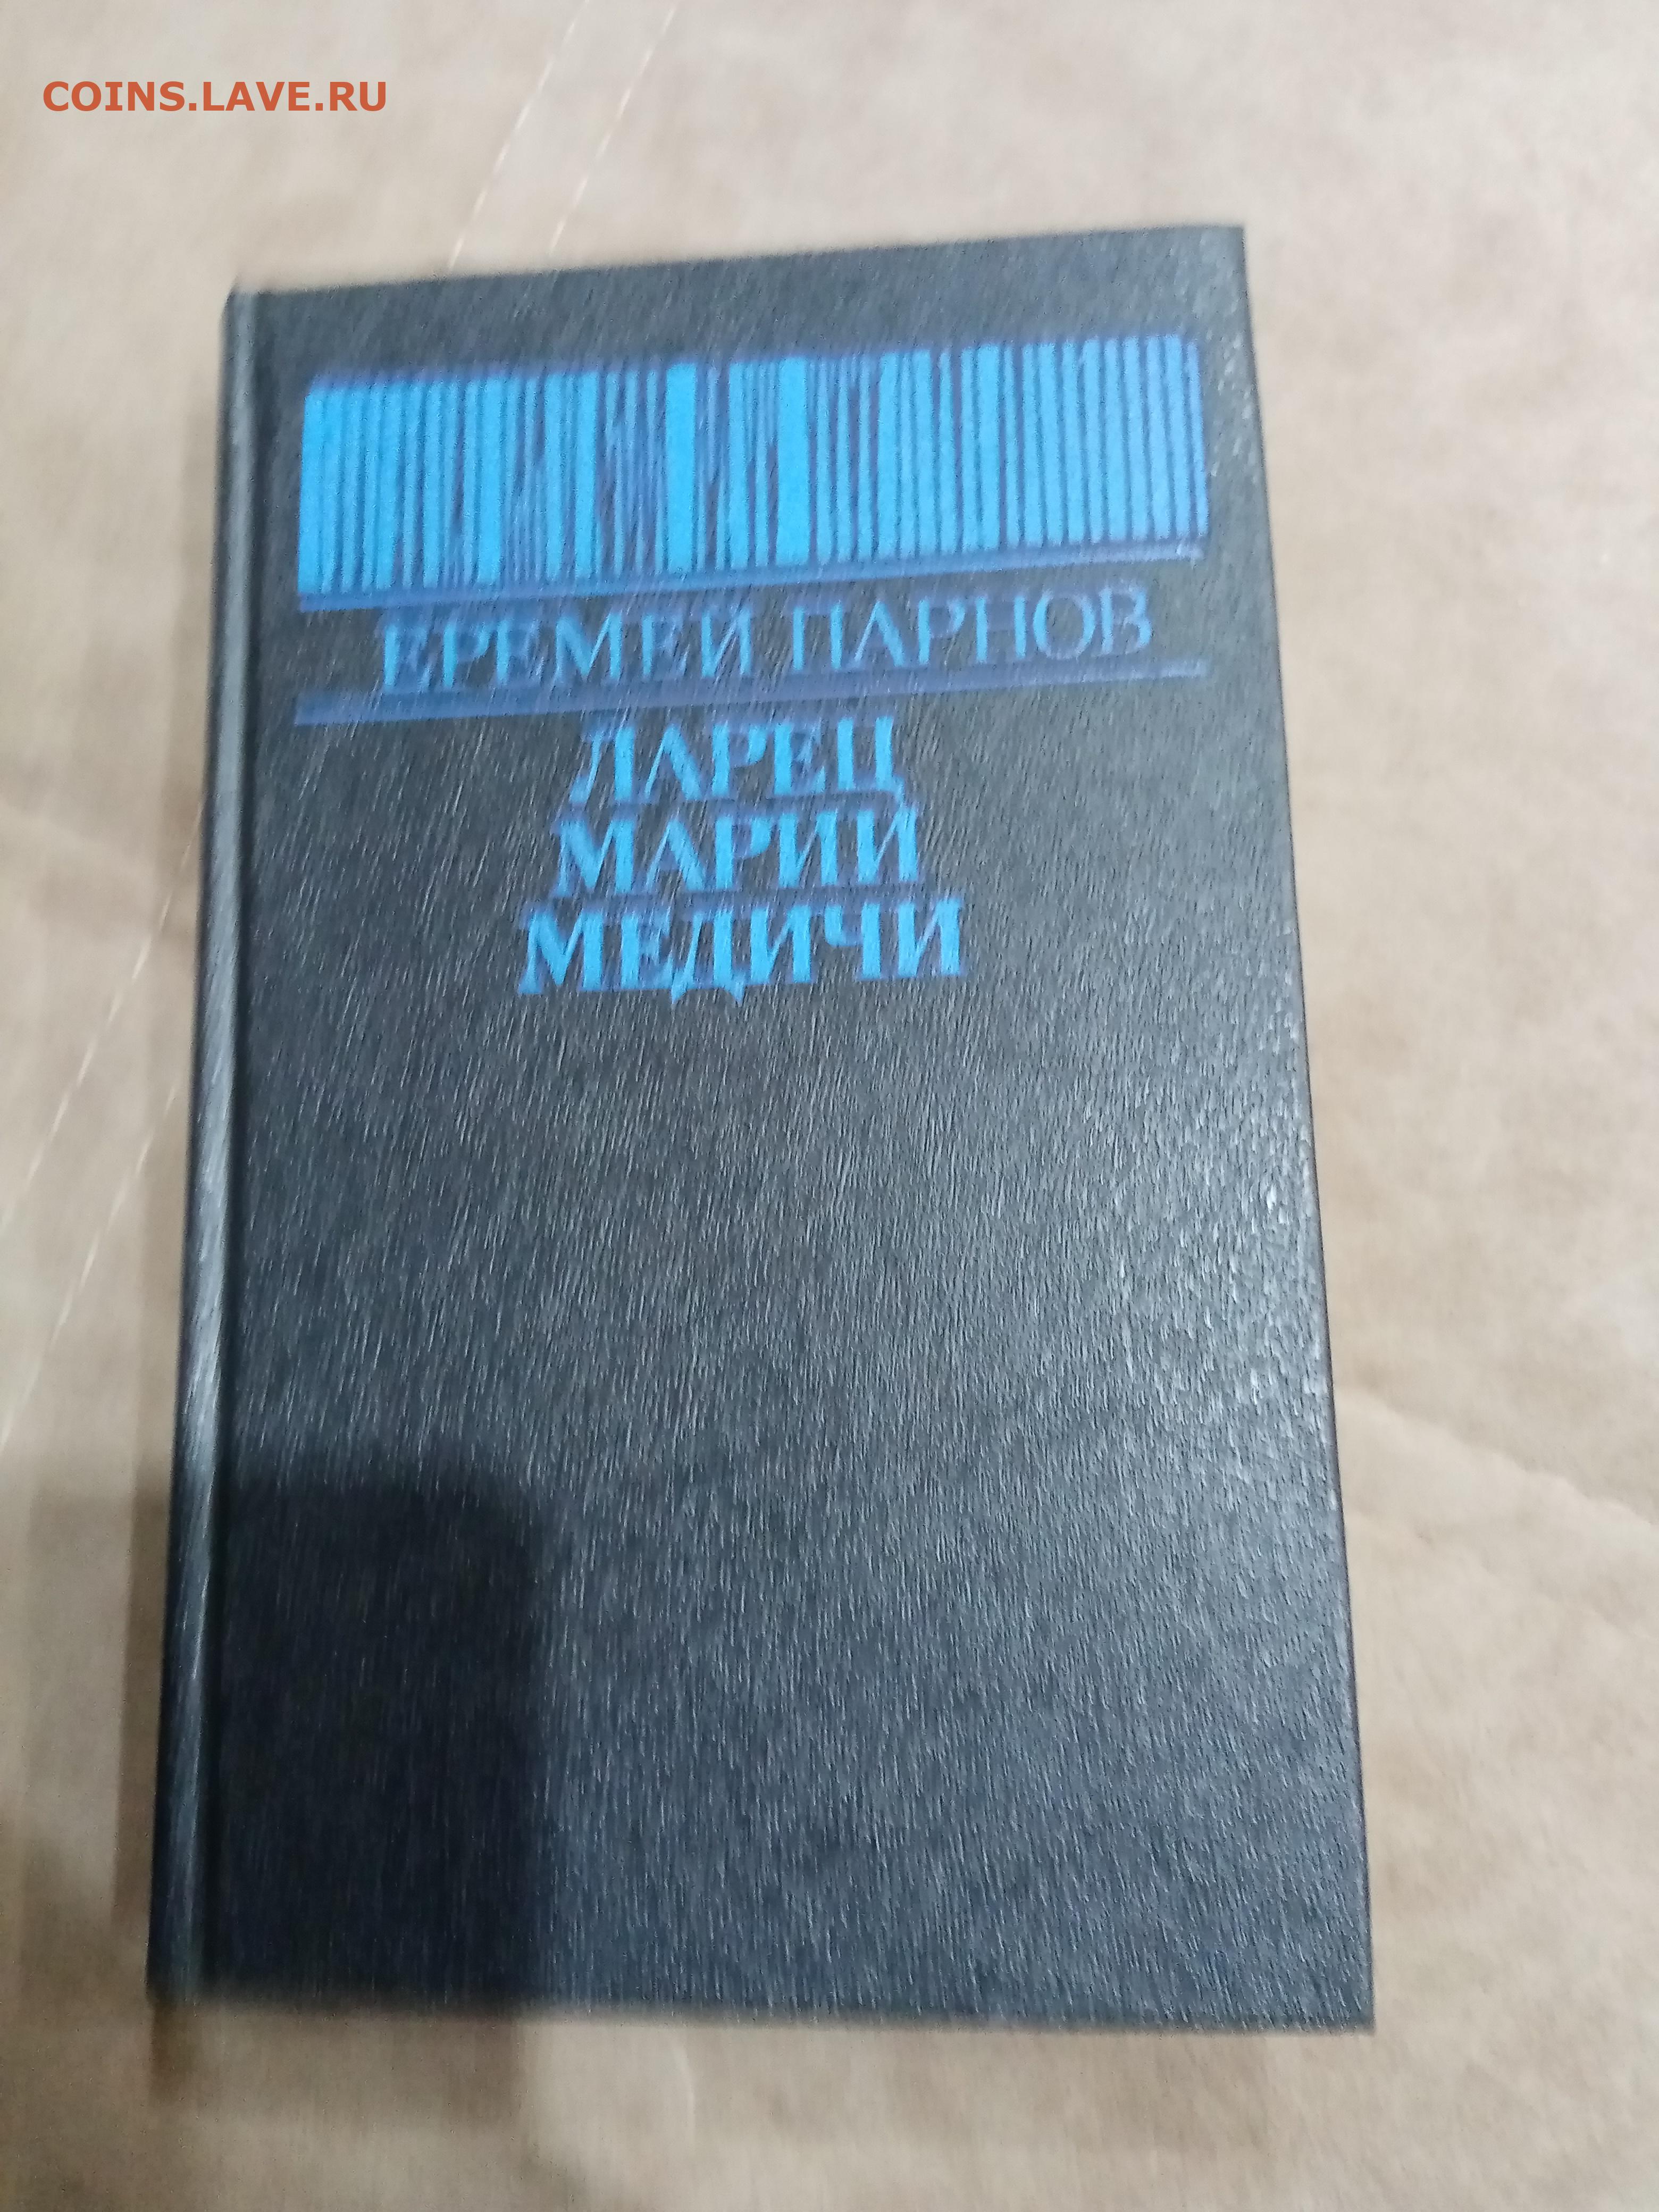 COINS.LAVE.RU
ЕРЕМЕЙ ПАРНОВ
ЛАРЕЦ
МАРИИ
МЕДИЧИ